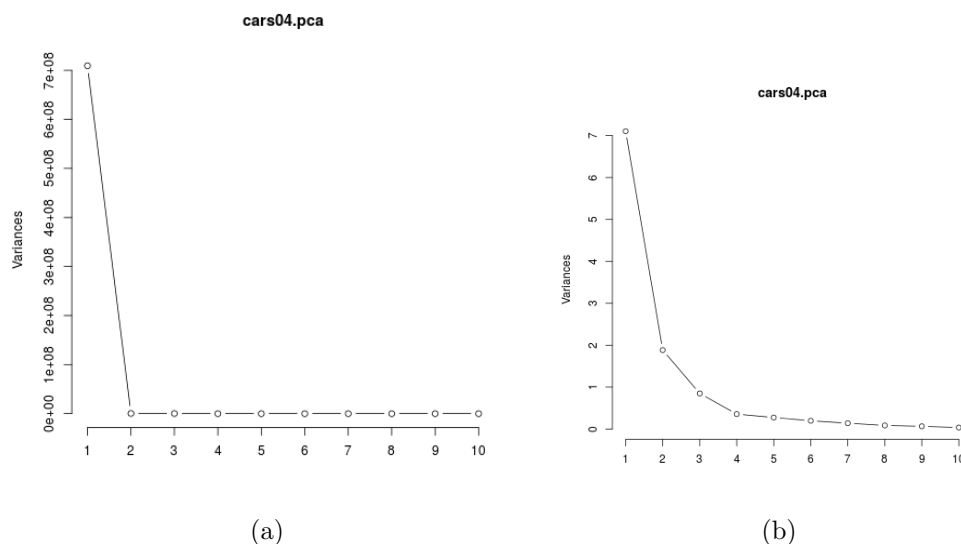 cars04.pca
Variances
7e+08
6e+08
5e+08
4e+08
3e+08
2e+08
1e+08
0e+00
1 2 3 4 5 6 7 8 9 10
(a)
cars04.pca
Variances
7
6
5
4
3
2
1
0
1 2 3 4 5 6 7 8 9 10
(b)